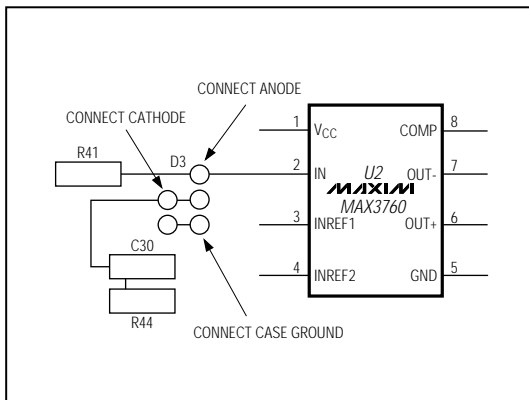 CONNECT ANODE
CONNECT CATHODE
R41
D3
1
VCC
COMP
8
2
IN
U2
OUT-
7
MAXIM
MAX3760
3
INREF1
OUT+
6
4
INREF2
GND
5
C30
R44
CONNECT CASE GROUND